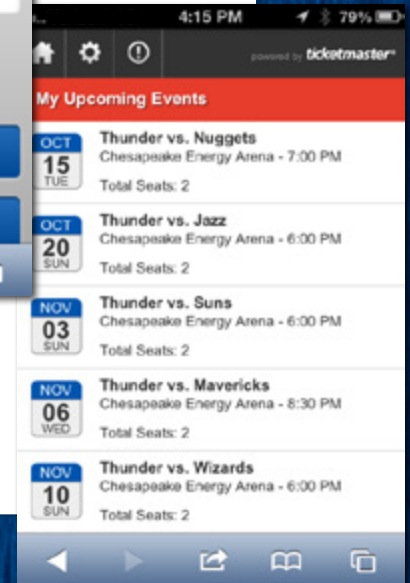 4:15 PM
79%
powered by ticketmaster®
My Upcoming Events
OCT
15
TUE
Thunder vs. Nuggets
Chesapeake Energy Arena - 7:00 PM
Total Seats: 2
OCT
20
SUN
Thunder vs. Jazz
Chesapeake Energy Arena - 6:00 PM
Total Seats: 2
NOV
03
SUN
Thunder vs. Suns
Chesapeake Energy Arena - 6:00 PM
Total Seats: 2
NOV
06
WED
Thunder vs. Mavericks
Chesapeake Energy Arena - 8:30 PM
Total Seats: 2
NOV
10
SUN
Thunder vs. Wizards
Chesapeake Energy Arena - 6:00 PM
Total Seats: 2